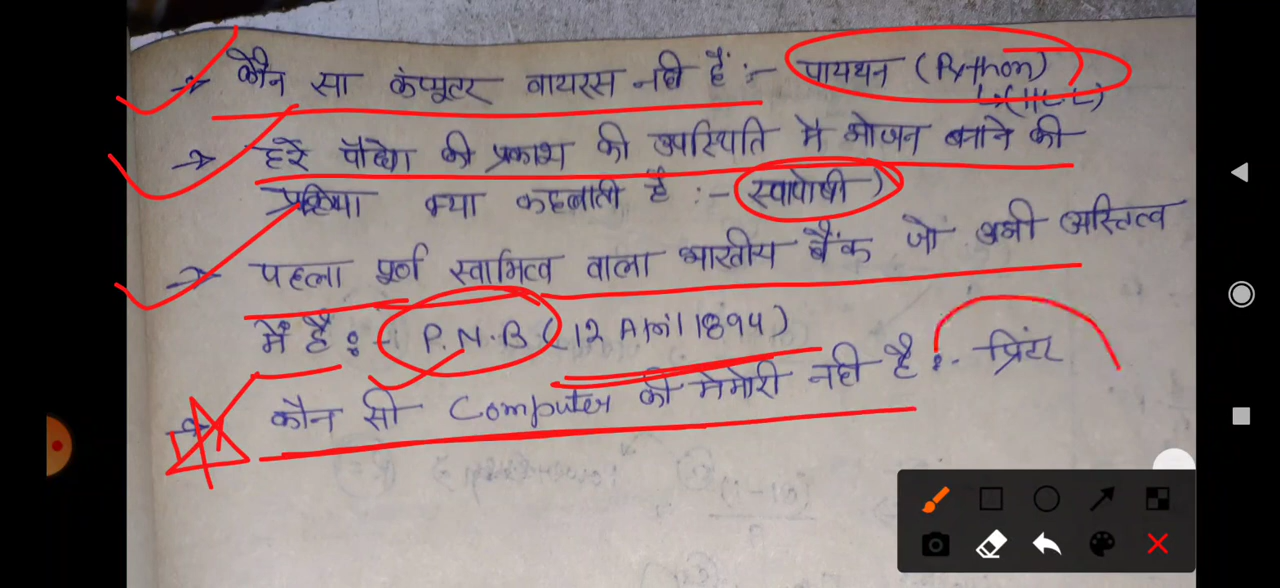 → कौन सा कंप्यूटर वायरस नही हैं :- पायथन (Python)
→ हरे पौधो की प्रकाश की उपस्थिति मे भोजन बनाने की
प्रक्रिया क्या कहलाती है :- स्वपोषी
→ पहला पूर्ण स्वामित्व वाला भारतीय बैंक जो अभी अस्तित्व
में है :- P.N.B (12 April 1894)
→ कौन सी Computer की मेमोरी नही है :- प्रिंटर